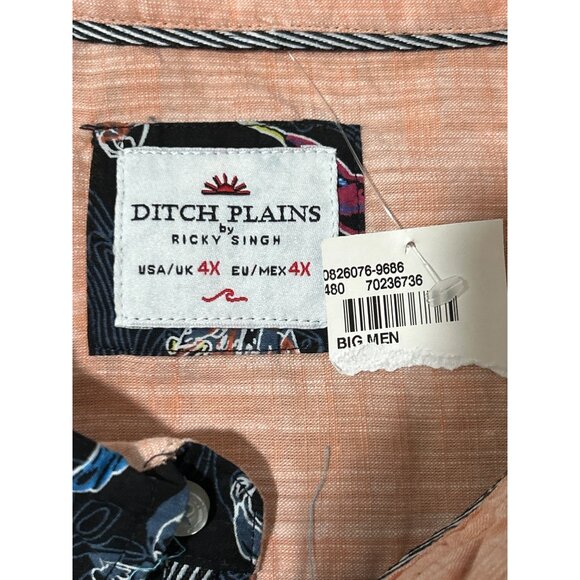 DITCH PLAINS
by
RICKY SINGH
USA/UK 4X EU/MEX 4X
0826076-9686
480 70236736
BIG MEN